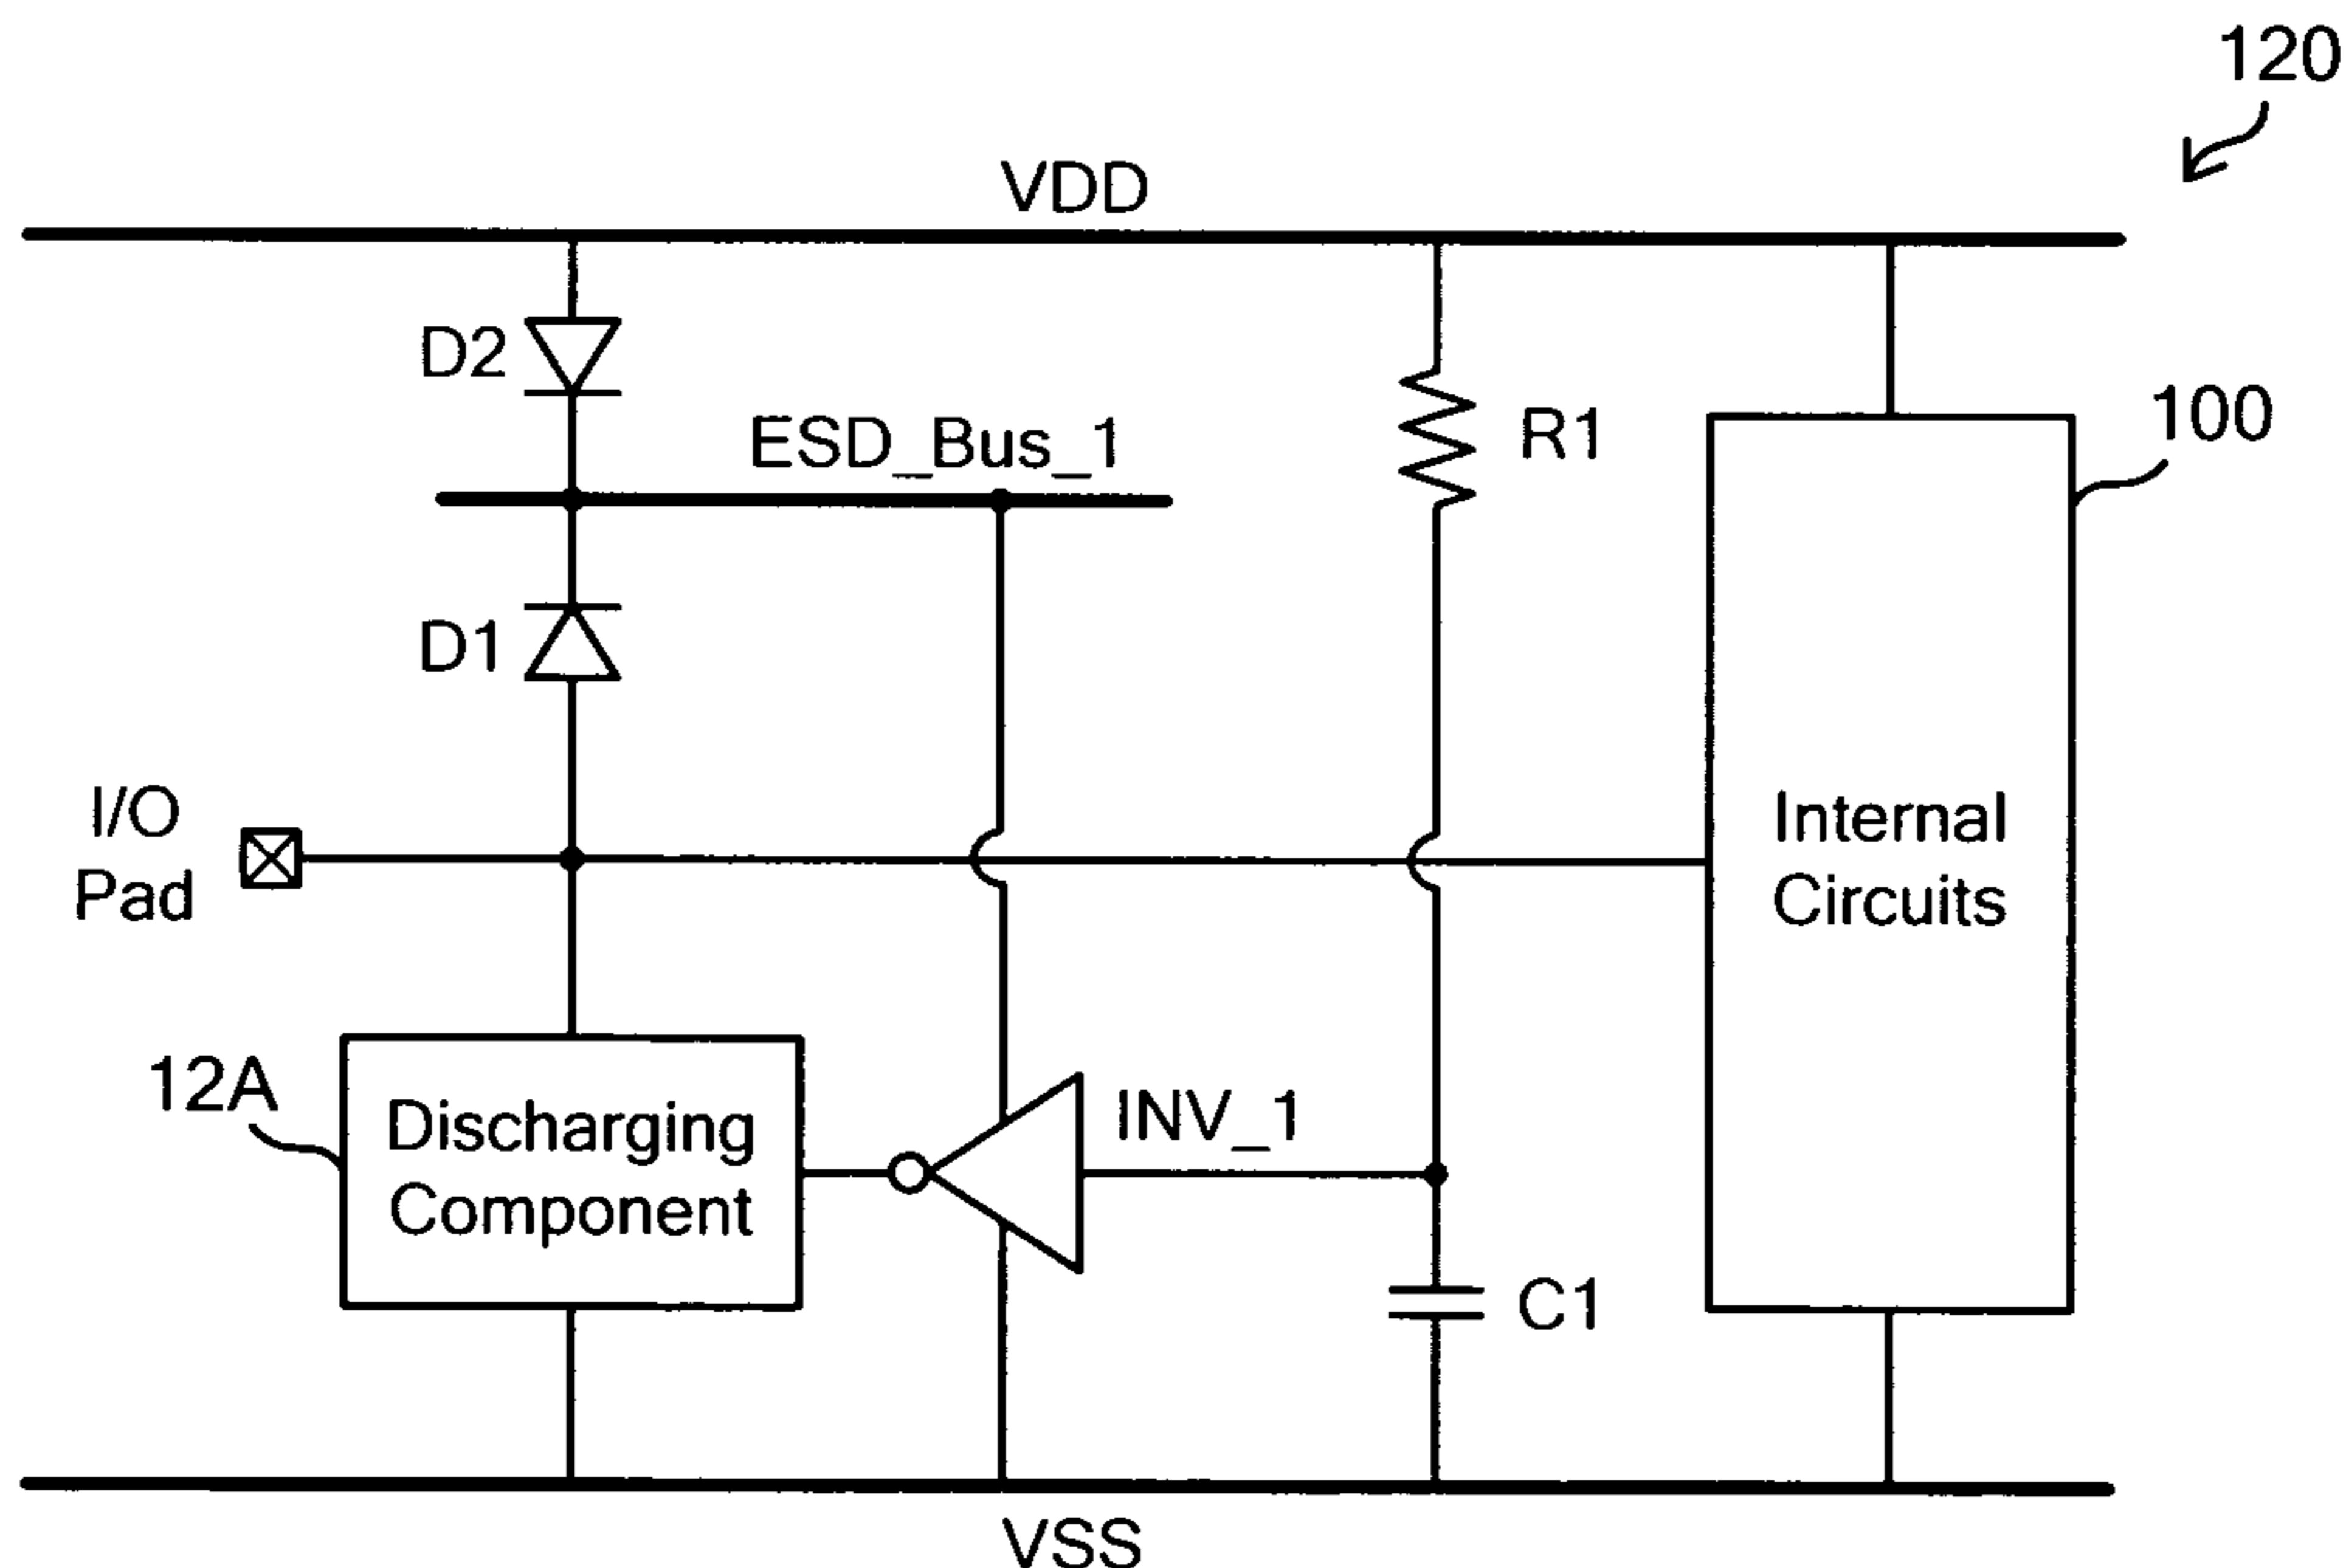 120
VDD
D2
ESD_Bus_1
R1
100
D1
I/O
Pad
Internal
Circuits
12A
Discharging
Component
INV_1
C1
VSS